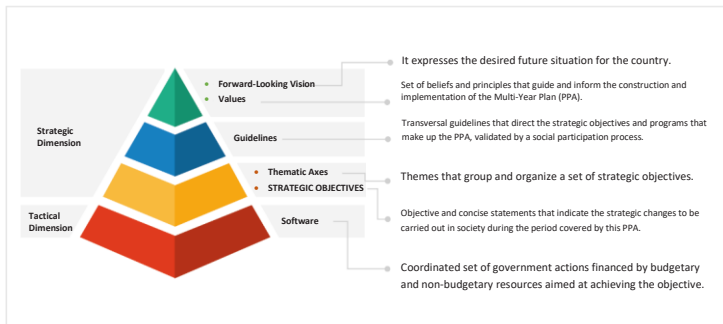 It expresses the desired future situation for the country.
• Forward-Looking Vision
• Values
Set of beliefs and principles that guide and inform the construction and
implementation of the Multi-Year Plan (PPA).
Strategic
Dimension
Guidelines
Transversal guidelines that direct the strategic objectives and programs that
make up the PPA, validated by a social participation process.
• Thematic Axes
• STRATEGIC OBJECTIVES
Themes that group and organize a set of strategic objectives.
Objective and concise statements that indicate the strategic changes to be
carried out in society during the period covered by this PPA.
Tactical
Dimension
Software
Coordinated set of government actions financed by budgetary
and non-budgetary resources aimed at achieving the objective.